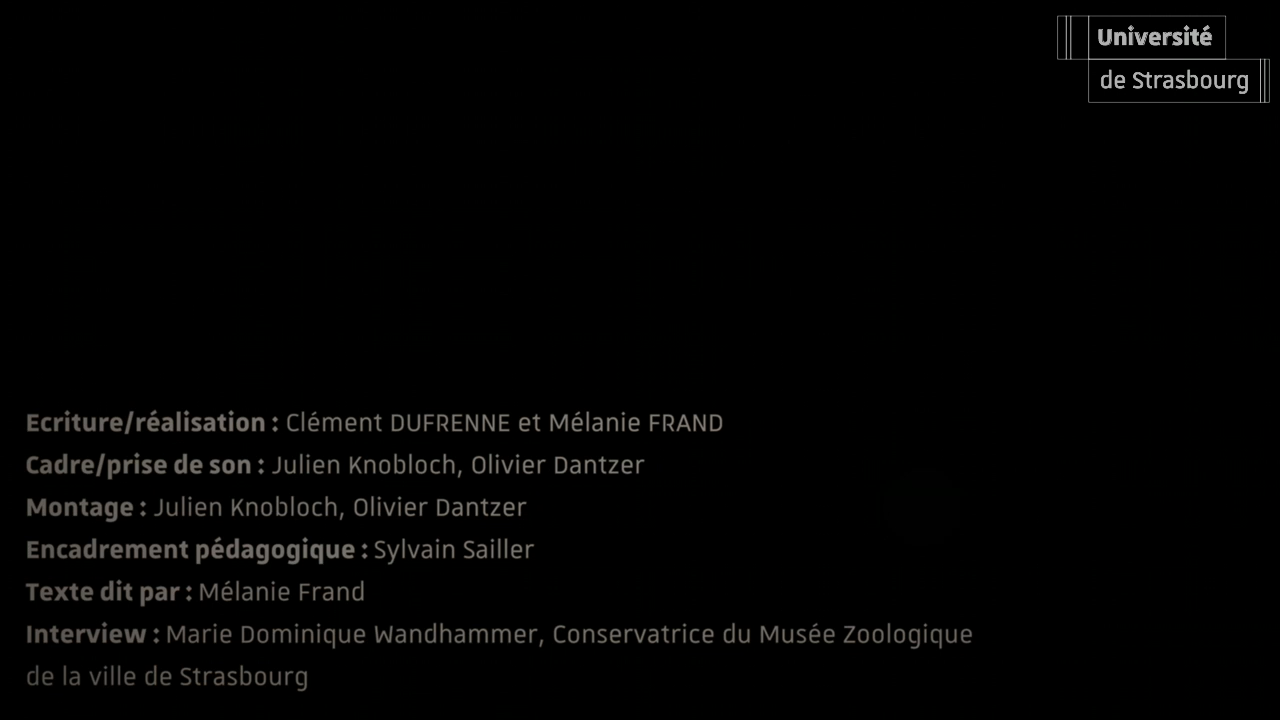 Université
de Strasbourg
Ecriture/réalisation : Clément DUFRENNE et Mélanie FRAND
Cadre/prise de son : Julien Knobloch, Olivier Dantzer
Montage : Julien Knobloch, Olivier Dantzer
Encadrement pédagogique : Sylvain Sailler
Texte dit par : Mélanie Frand
Interview : Marie Dominique Wandhammer, Conservatrice du Musée Zoologique
de la ville de Strasbourg